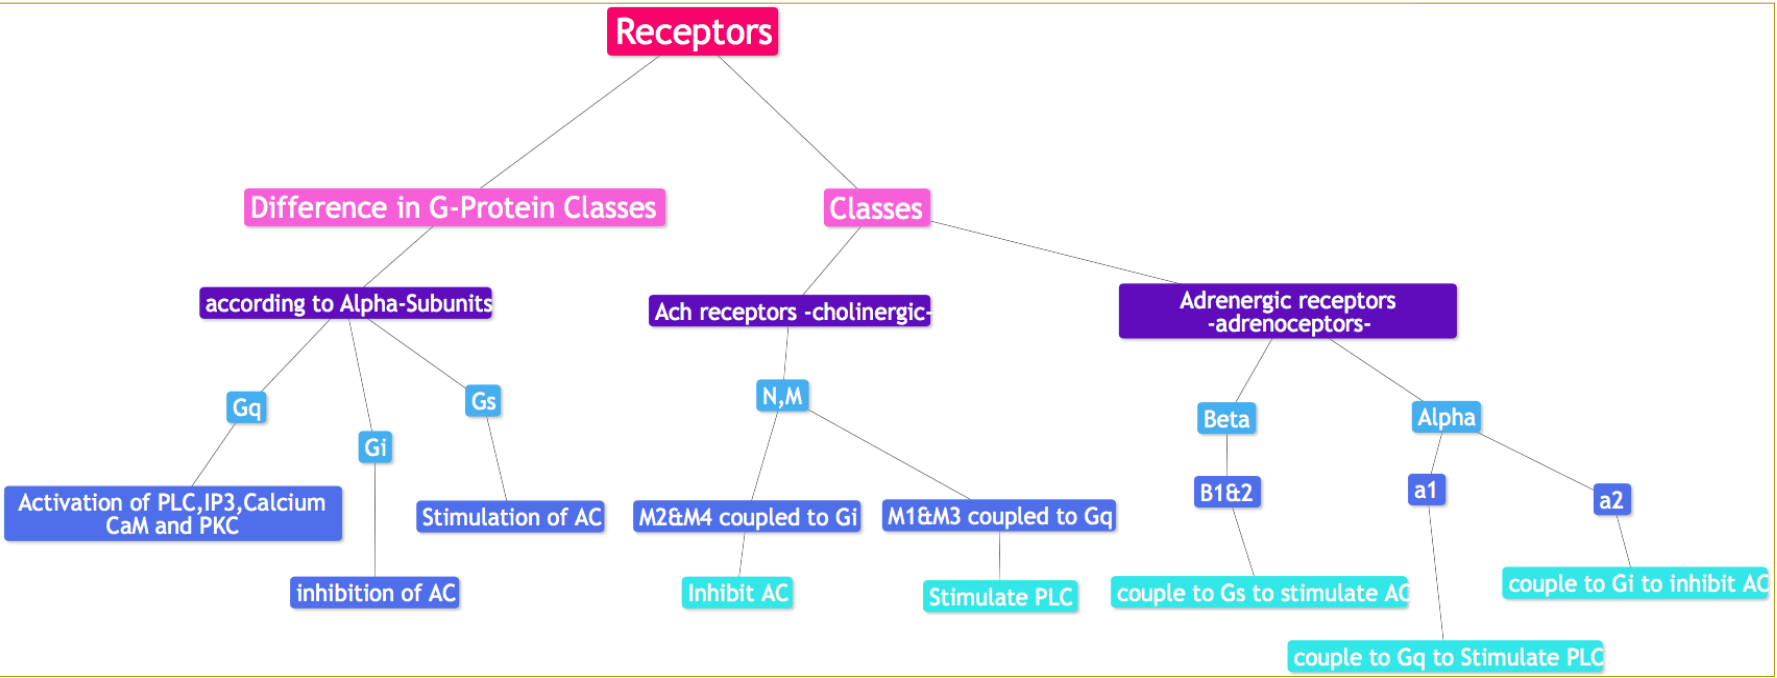 Receptors
Difference in G-Protein Classes
Classes
according to Alpha-Subunits
Ach receptors -cholinergic-
Adrenergic receptors
-adrenoceptors-
Gq
Gi
Gs
N,M
Beta
Alpha
Activation of PLC,IP3,Calcium
CaM and PKC
inhibition of AC
Stimulation of AC
M2&M4 coupled to Gi
M1&M3 coupled to Gq
B1&2
a1
a2
Inhibit AC
Stimulate PLC
couple to Gs to stimulate AC
couple to Gq to Stimulate PLC
couple to Gi to inhibit AC